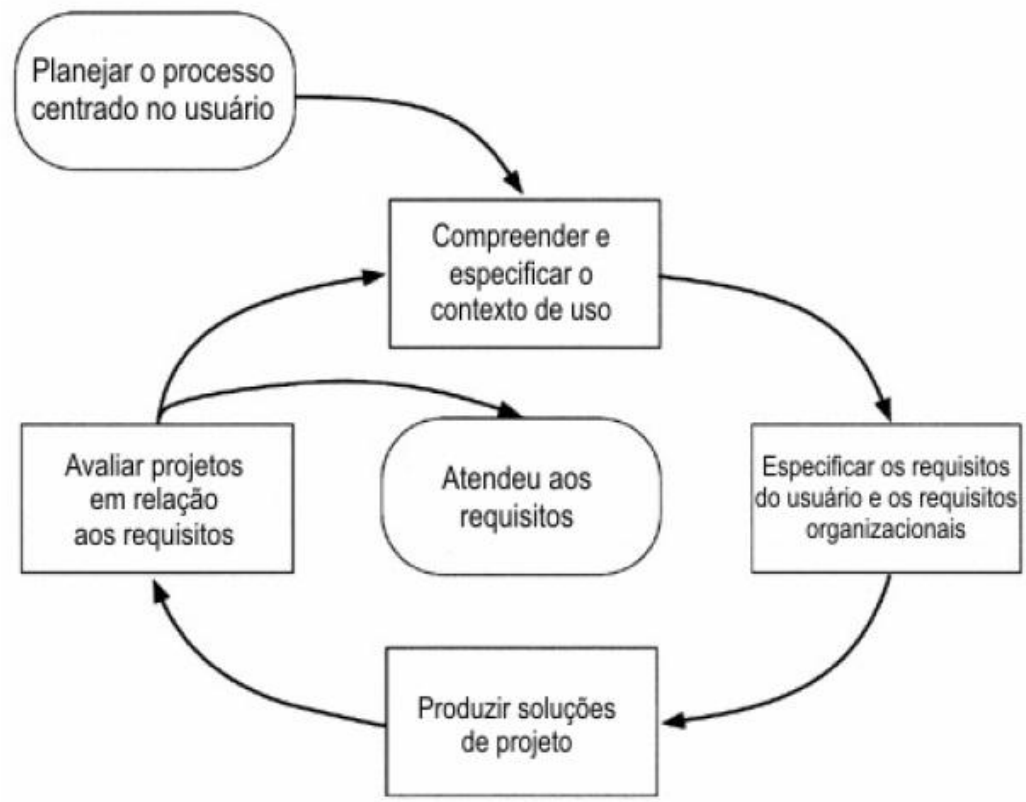 Planejar o processo
centrado no usuário
Compreender e
especificar o
contexto de uso
Avaliar projetos
em relação
aos requisitos
Atendeu aos
requisitos
Especificar os requisitos
do usuário e os requisitos
organizacionais
Produzir soluções
de projeto